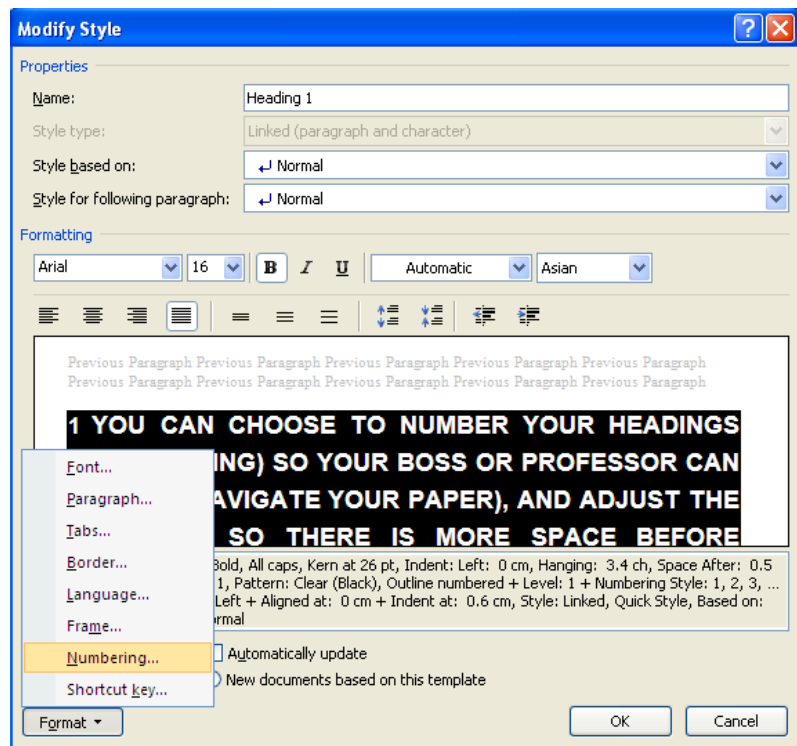 Modify Style
Properties
Name: Heading 1
Style type: Linked (paragraph and character)
Style based on: Normal
Style for following paragraph: Normal
Formatting
Arial 16 B I U Automatic Asian
Previous Paragraph Previous Paragraph Previous Paragraph Previous Paragraph Previous Paragraph
Previous Paragraph Previous Paragraph Previous Paragraph Previous Paragraph Previous Paragraph
1 YOU CAN CHOOSE TO NUMBER YOUR HEADINGS
ING) SO YOUR BOSS OR PROFESSOR CAN
AVIGATE YOUR PAPER), AND ADJUST THE
SO THERE IS MORE SPACE BEFORE
Font...
Paragraph...
Tabs...
Border...
Language...
Frame...
Numbering...
Shortcut key...
Bold, All caps, Kern at 26 pt, Indent: Left: 0 cm, Hanging: 3.4 ch, Space After: 0.5
1, Pattern: Clear (Black), Outline numbered + Level: 1 + Numbering Style: 1, 2, 3, ...
Left + Aligned at: 0 cm + Indent at: 0.6 cm, Style: Linked, Quick Style, Based on:
rmal
Automatically update
New documents based on this template
Format OK Cancel